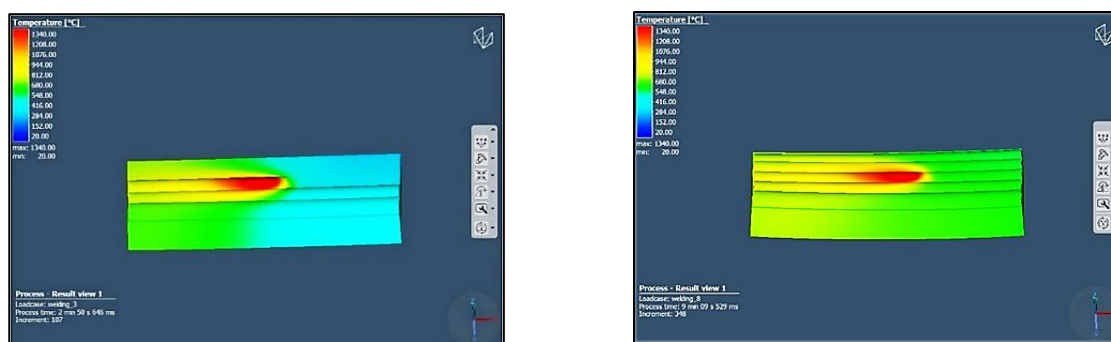 Temperature [°C]
1340.00
1208.00
1076.00
944.00
812.00
680.00
548.00
416.00
284.00
152.00
20.00
max: 1340.00
min: 20.00
Process - Result view 1
Loadcase: welding_3
Process time: 2 mn 50 s 646 ms
Increment: 107
Temperature [°C]
1340.00
1208.00
1076.00
944.00
812.00
680.00
548.00
416.00
284.00
152.00
20.00
max: 1340.00
mn: 20.00
Process - Result view 1
Loadcase: welding_8
Process time: 9 mn 09 s 529 ms
Increment: 348